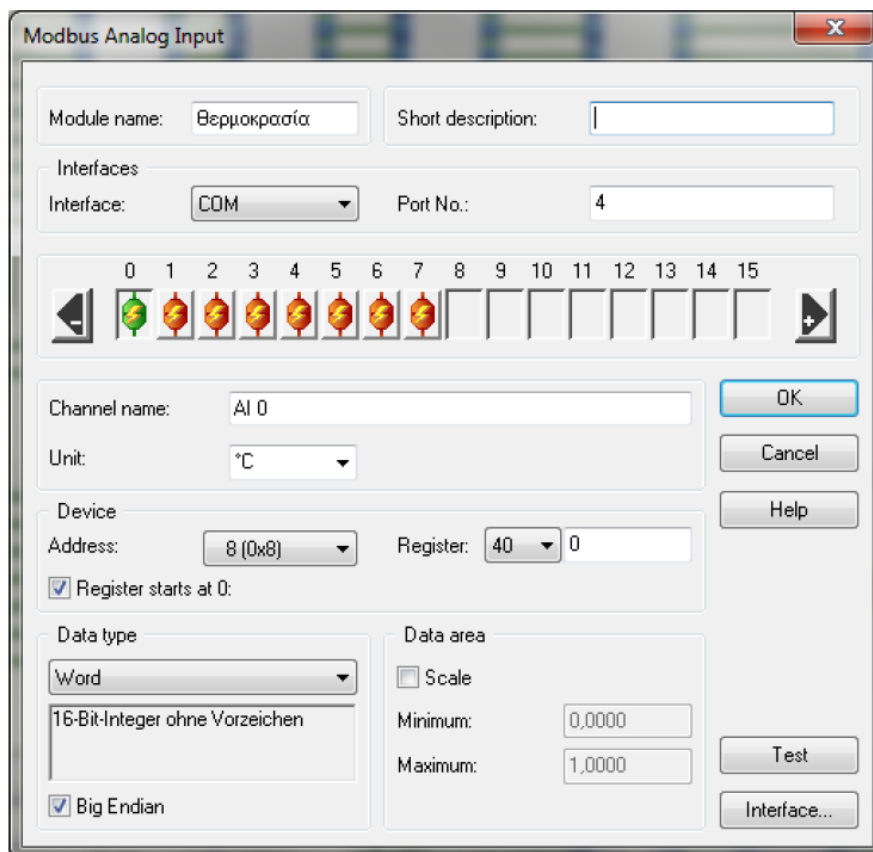 Modbus Analog Input
Module name: Θερμοκρασία Short description:
Interfaces
Interface: COM Port No.: 4
0 1 2 3 4 5 6 7 8 9 10 11 12 13 14 15
- +
Channel name: AI 0 OK
Unit: °C Cancel
Device Help
Address: 8 (0x8) Register: 40 0
Register starts at 0:
Data type Data area
Word Scale
16-Bit-Integer ohne Vorzeichen Minimum: 0,0000
Maximum: 1,0000 Test
Big Endian Interface...